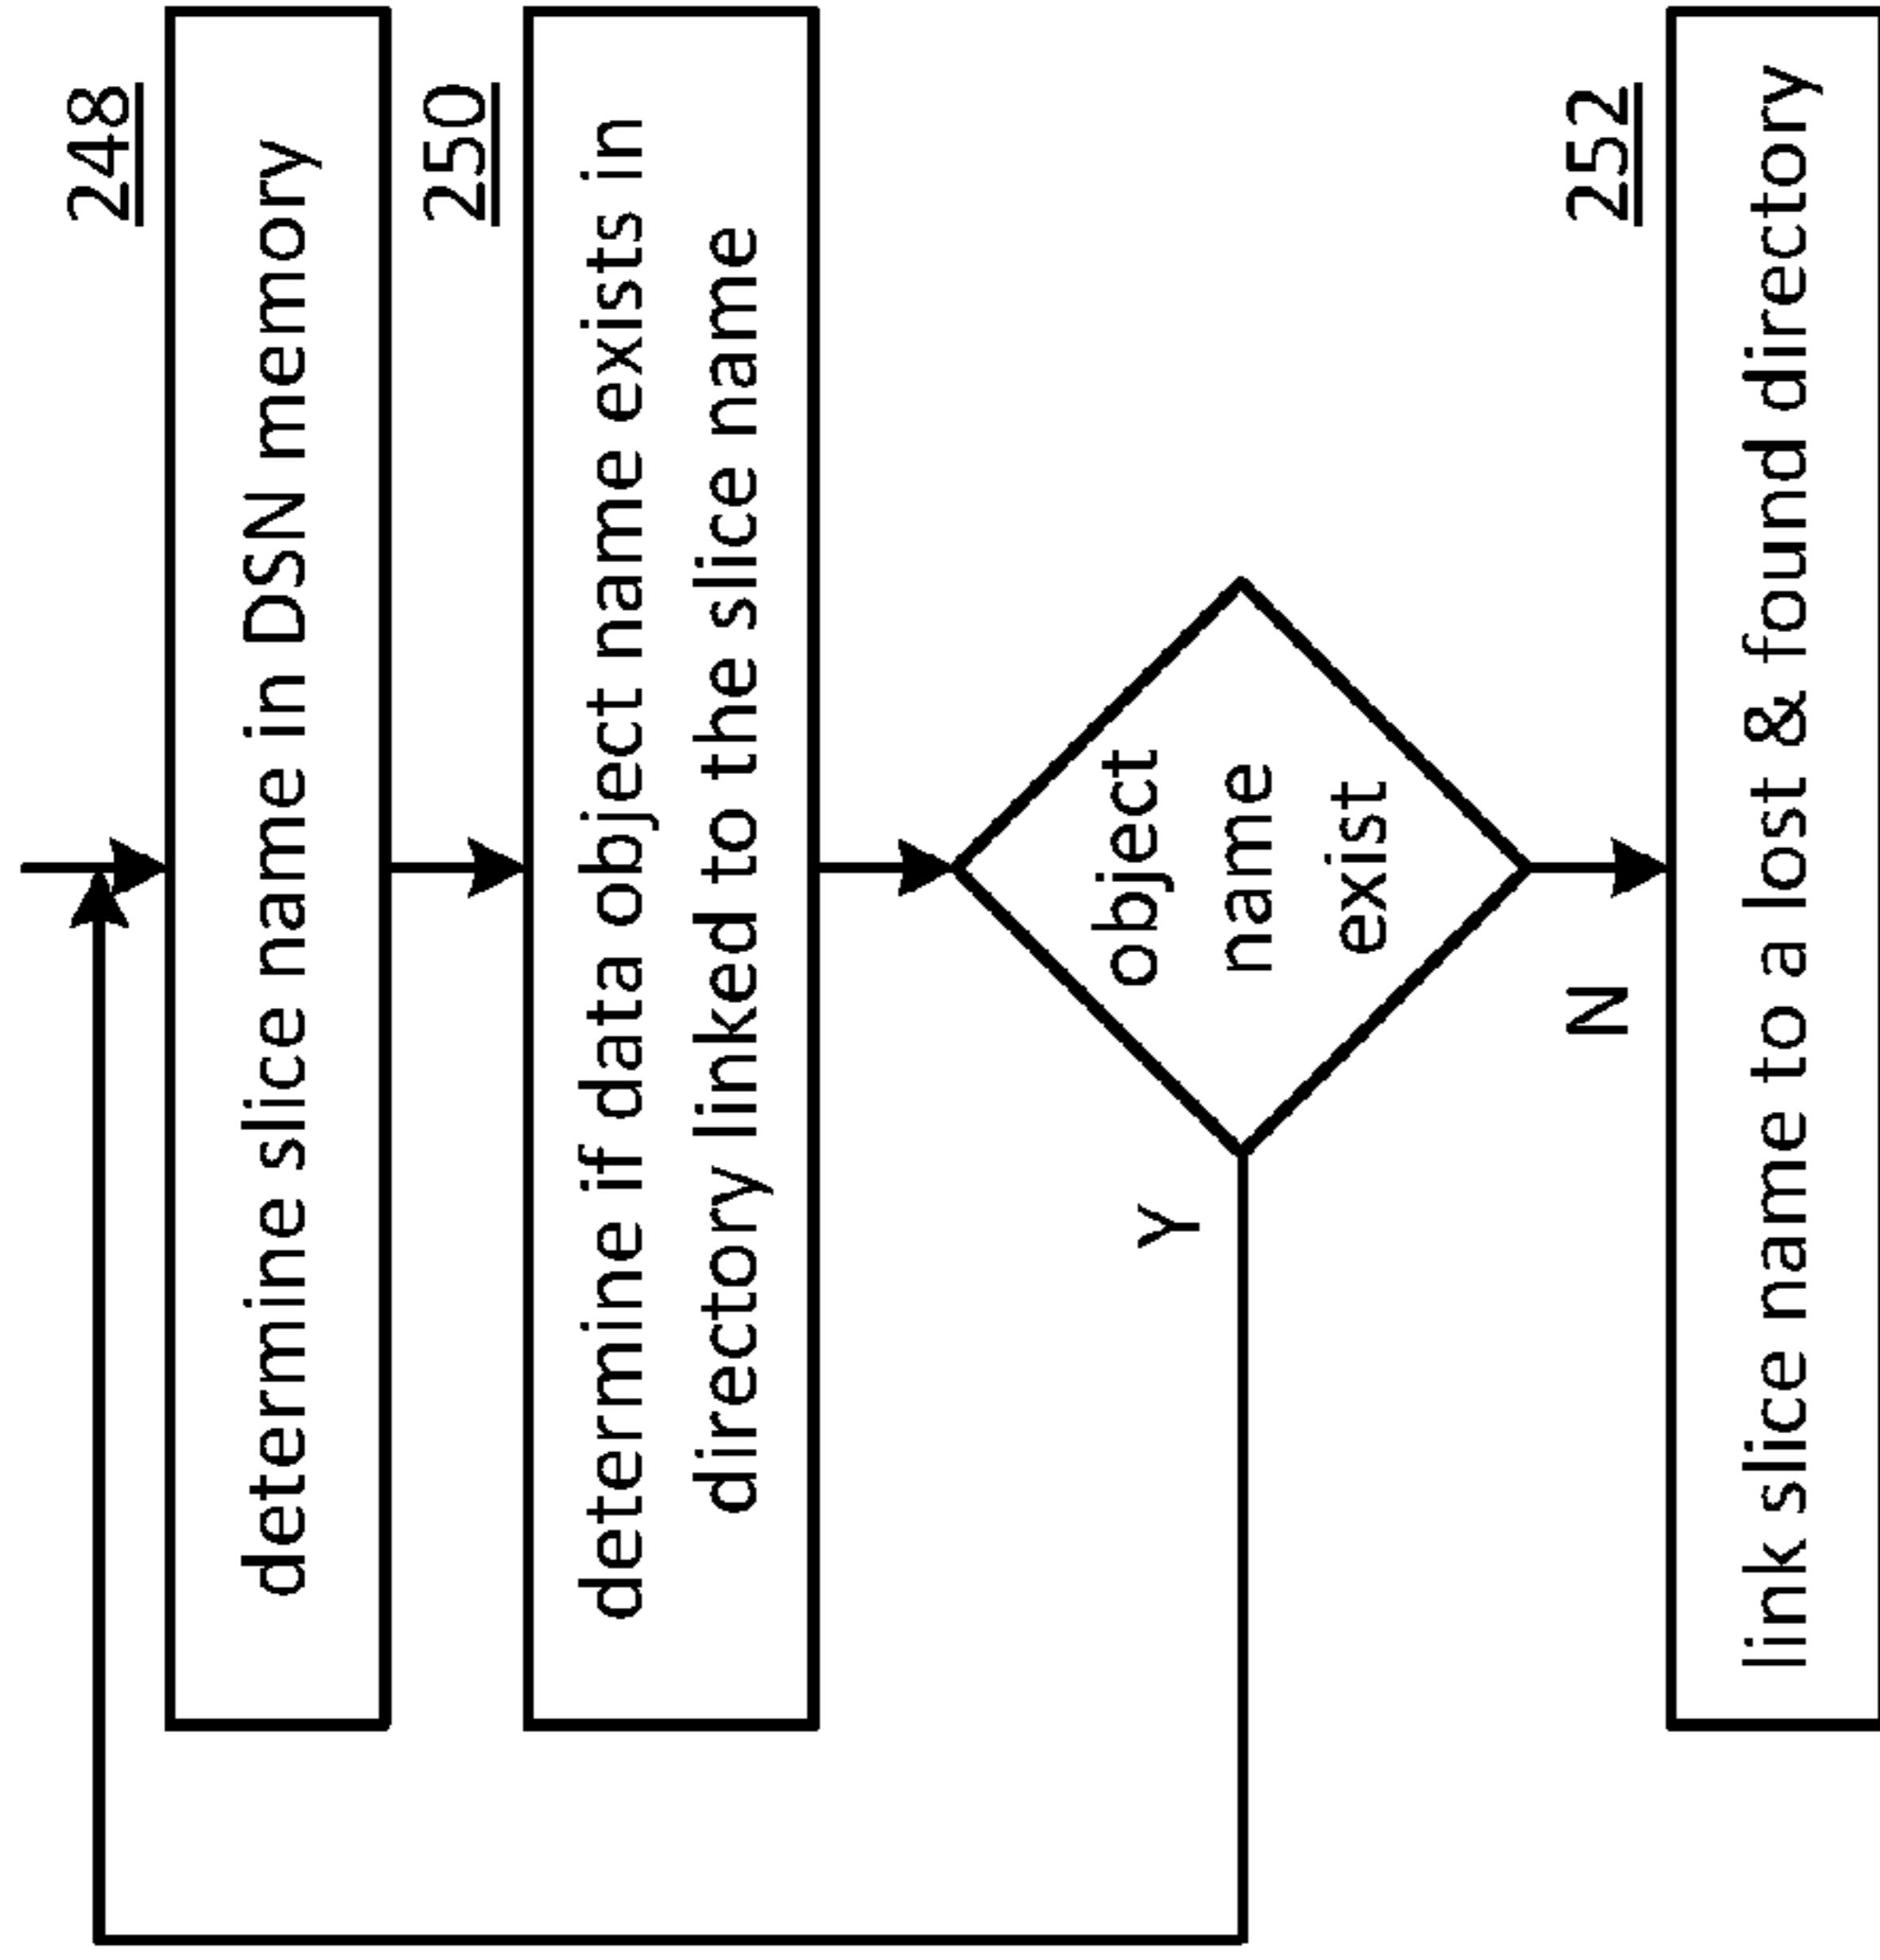 248
determine slice name in DSN memory
250
determine if data object name exists in
directory linked to the slice name
object
name
exist
Y
N
252
link slice name to a lost & found directory